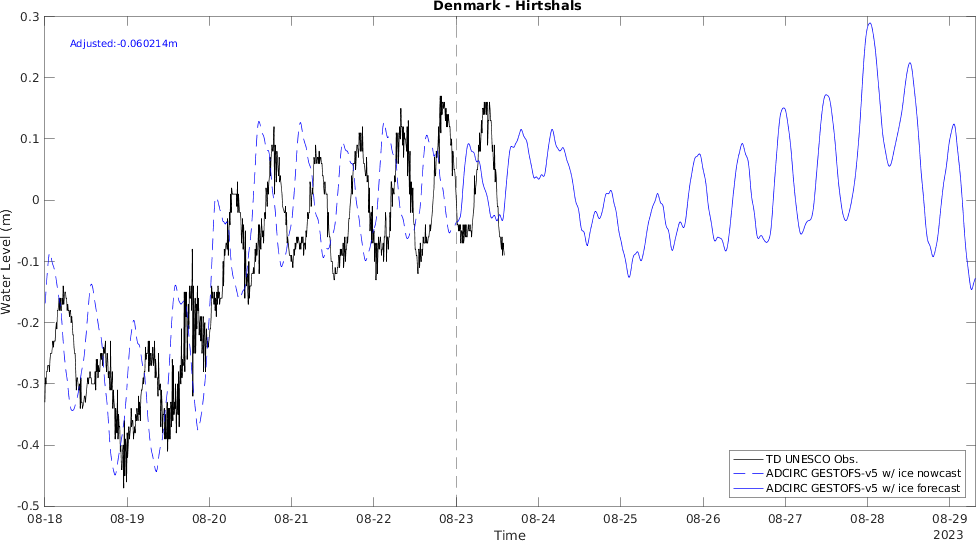 Denmark - Hirtshals
Adjusted:-0.060214m
0.3
0.2
0.1
0
-0.1
-0.2
-0.3
-0.4
-0.5
Water Level (m)
TD UNESCO Obs.
ADCIRC GESTOFS-v5 w/ ice nowcast
ADCIRC GESTOFS-v5 w/ ice forecast
08-18 08-19 08-20 08-21 08-22 08-23 08-24 08-25 08-26 08-27 08-28 08-29
2023
Time